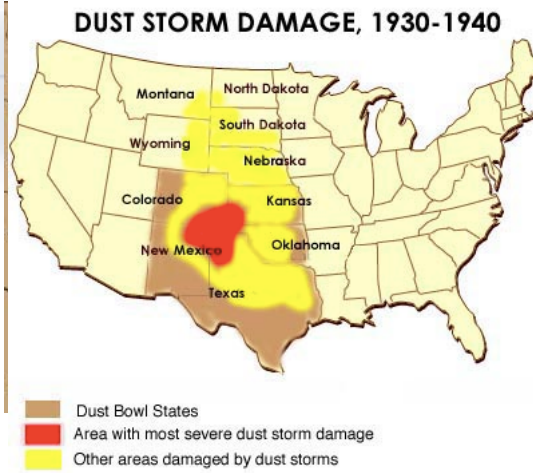 DUST STORM DAMAGE, 1930-1940
Montana
North Dakota
South Dakota
Wyoming
Nebraska
Colorado
Kansas
New Mexico
Oklahoma
Texas
Dust Bowl States
Area with most severe dust storm damage
Other areas damaged by dust storms